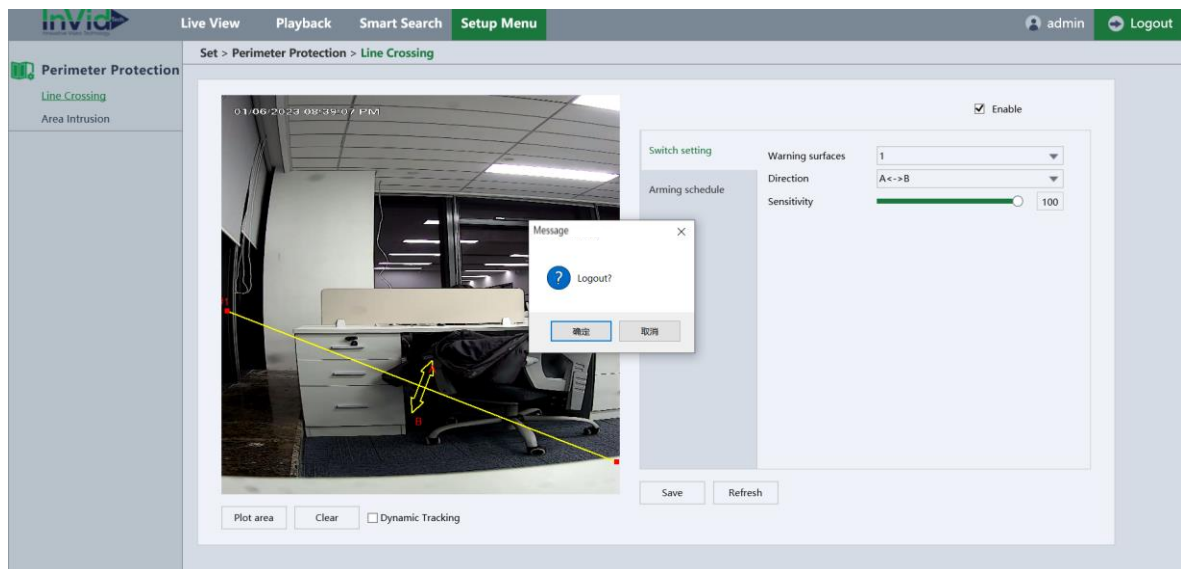 InVid Tech
Live View Playback Smart Search Setup Menu admin Logout
Set > Perimeter Protection > Line Crossing
Perimeter Protection
Line Crossing
Area Intrusion
01/06/2023 08:39:07 PM
Enable
Switch setting
Arming schedule
Warning surfaces 1
Direction A<->B
Sensitivity 100
Message
Logout?
确定 取消
B
Save Refresh
Plot area Clear Dynamic Tracking